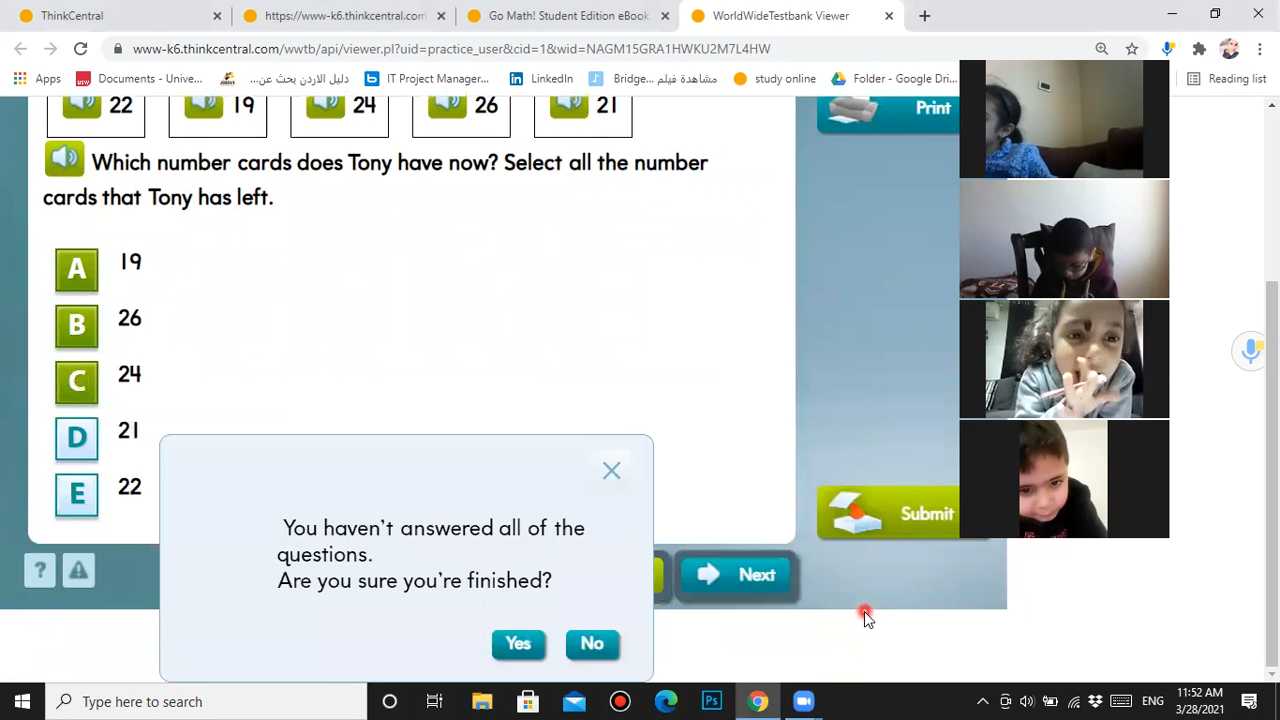 ThinkCentral
https://www-k6.thinkcentral.com
Go Math! Student Edition eBook
WorldWideTestbank Viewer
www-k6.thinkcentral.com/wwtb/api/viewer.pl?uid=practice_user&cid=1&wid=NAGM15GRA1HWKU2M7L4HW
Apps
Documents - Unive...
دليل الاردن بحث عن...
IT Project Manager...
LinkedIn
Bridge... مشاهدة فيلم
study online
Folder - Google Dri...
Reading list
22 19 24 26 21
Print
Which number cards does Tony have now? Select all the number
cards that Tony has left.
A 19
B 26
C 24
D 21
E 22
You haven't answered all of the
questions.
Are you sure you're finished?
Yes No
Submit
? Next
Type here to search
Ps
ENG
11:52 AM
3/28/2021